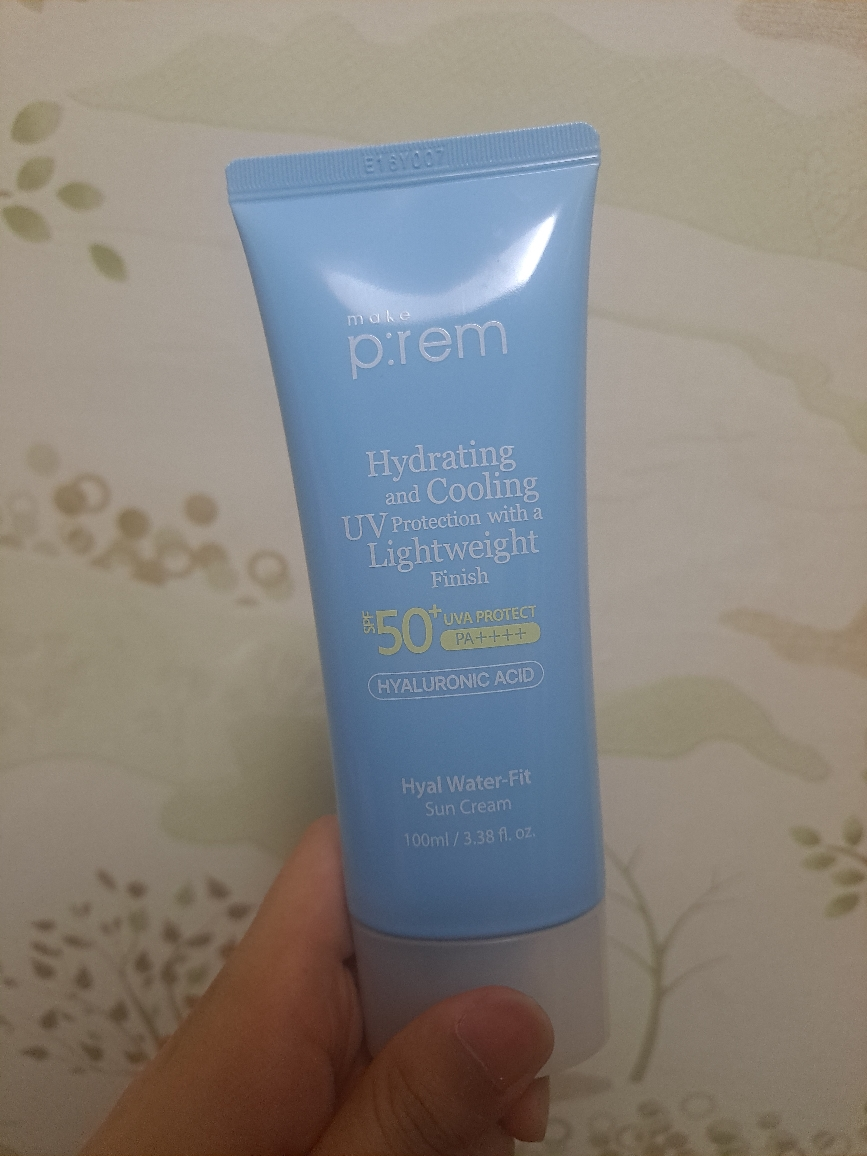 E16Y007
make
p:rem
Hydrating
and Cooling
UV Protection with a
Lightweight
Finish
SPF 50+ UVA PROTECT
PA++++
HYALURONIC ACID
Hyal Water-Fit
Sun Cream
100ml / 3.38 fl. oz.